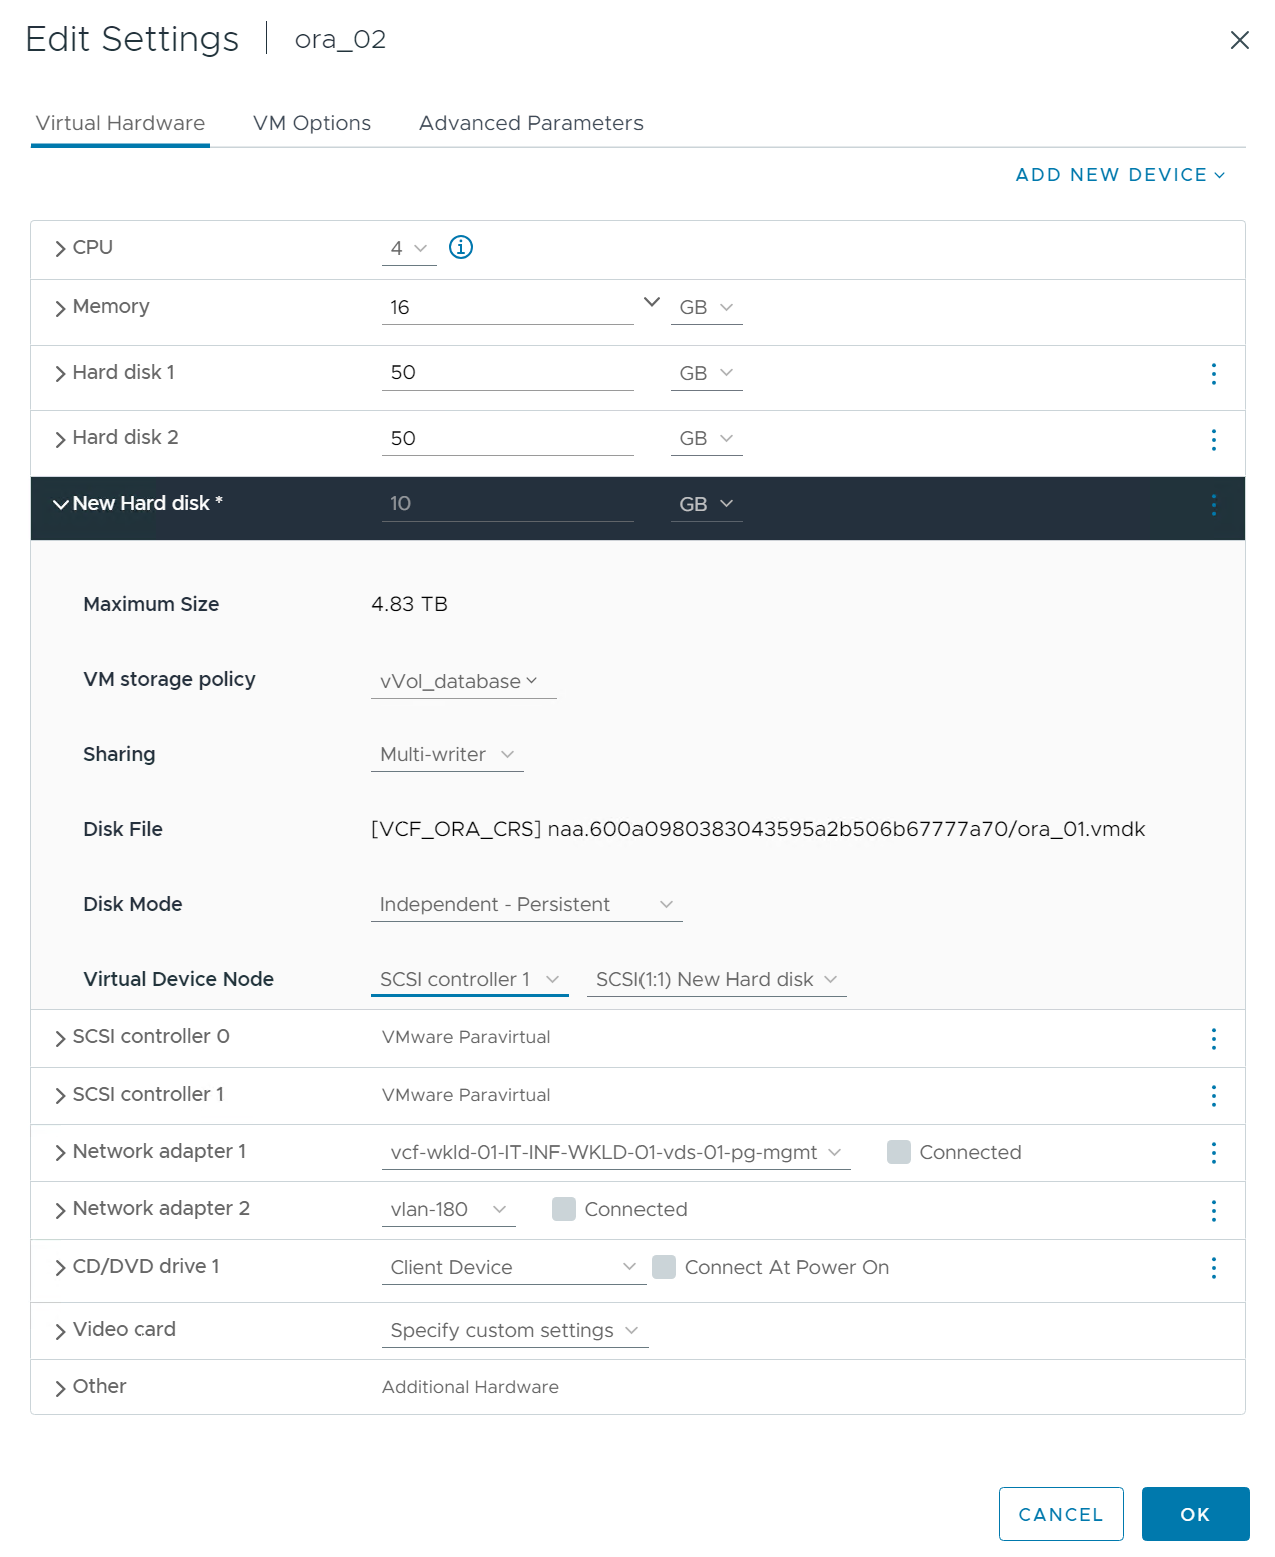 Edit Settings | ora_02
Virtual Hardware VM Options Advanced Parameters
ADD NEW DEVICE
CPU 4
Memory 16 GB
Hard disk 1 50 GB
Hard disk 2 50 GB
New Hard disk * 10 GB
Maximum Size 4.83 TB
VM storage policy vVol_database
Sharing Multi-writer
Disk File [VCF_ORA_CRS] naa.600a0980383043595a2b506b67777a70/ora_01.vmdk
Disk Mode Independent - Persistent
Virtual Device Node SCSI controller 1 SCSI(1:1) New Hard disk
SCSI controller 0 VMware Paravirtual
SCSI controller 1 VMware Paravirtual
Network adapter 1 vcf-wkld-01-IT-INF-WKLD-01-vds-01-pg-mgmt Connected
Network adapter 2 vlan-180 Connected
CD/DVD drive 1 Client Device Connect At Power On
Video card Specify custom settings
Other Additional Hardware
CANCEL OK